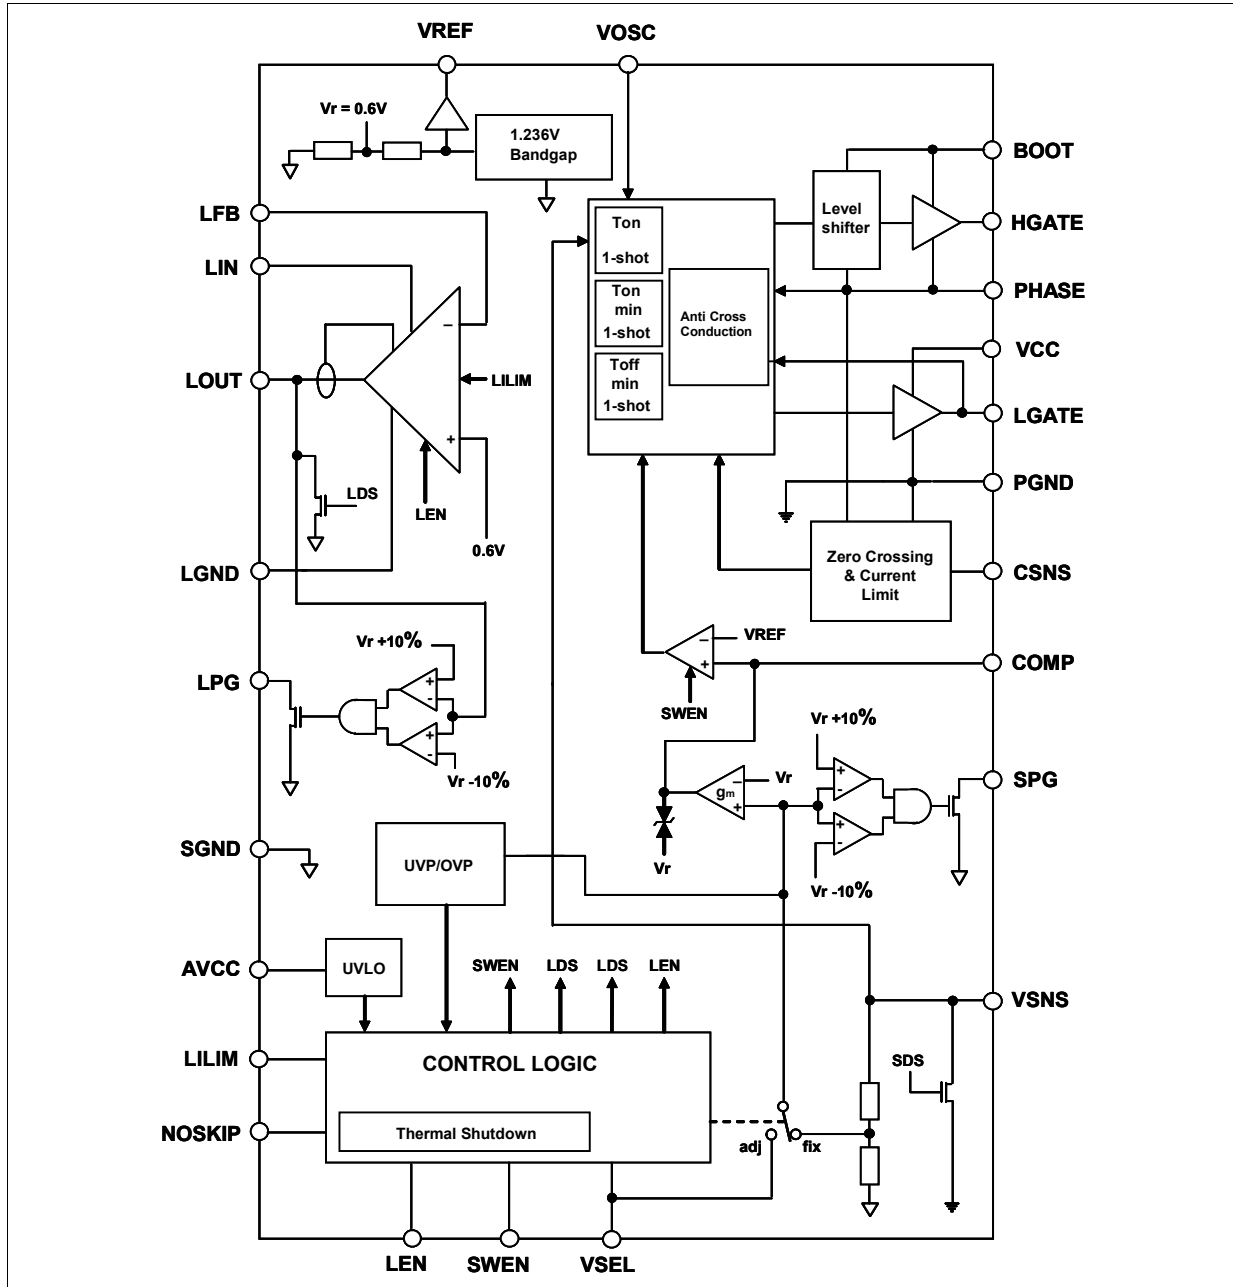 VREF
VOSC
Vr = 0.6V
1.236V
Bandgap
BOOT
LFB
Ton
1-shot
Level
shifter
HGATE
LIN
Ton
min
1-shot
Anti Cross
Conduction
PHASE
−
VCC
LOUT
LILIM
Toff
min
1-shot
LGATE
+
LDS
LEN
PGND
0.6V
LGND
Zero Crossing
& Current
Limit
CSNS
Vr +10%
−
VREF
+
COMP
LPG
+
-
SWEN
+
-
Vr +10%
Vr -10%
−
Vr
gm
+
+
-
SPG
+
-
SGND
UVP/OVP
Vr
Vr -10%
AVCC
UVLO
SWEN
LDS
LDS
LEN
VSNS
LILIM
CONTROL LOGIC
SDS
NOSKIP
Thermal Shutdown
adj
fix
LEN
SWEN
VSEL